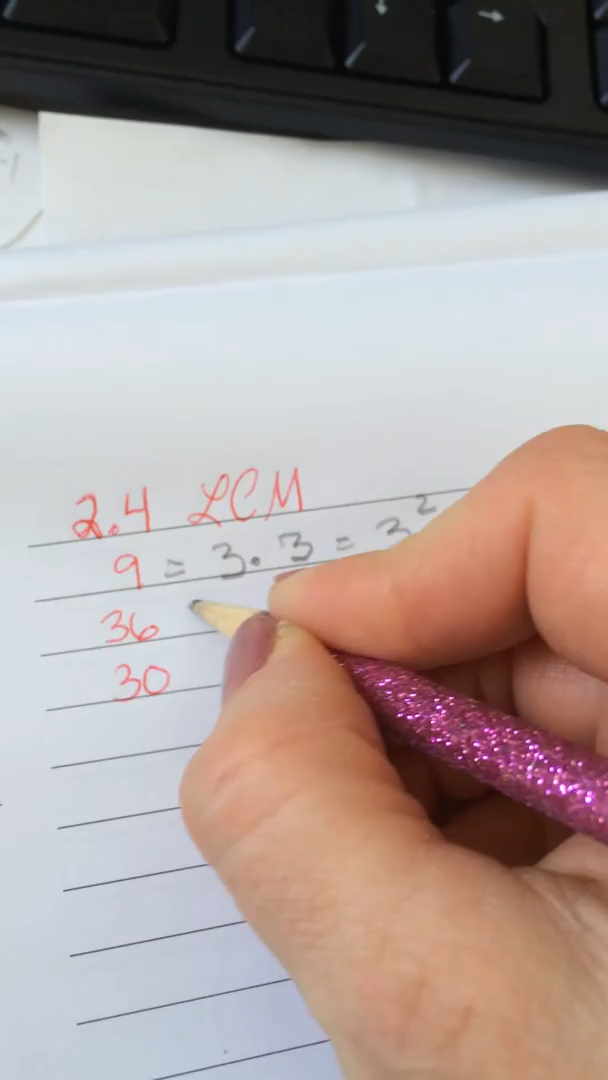 2.4 LCM
9 = 3 · 3 = 3²
36
30